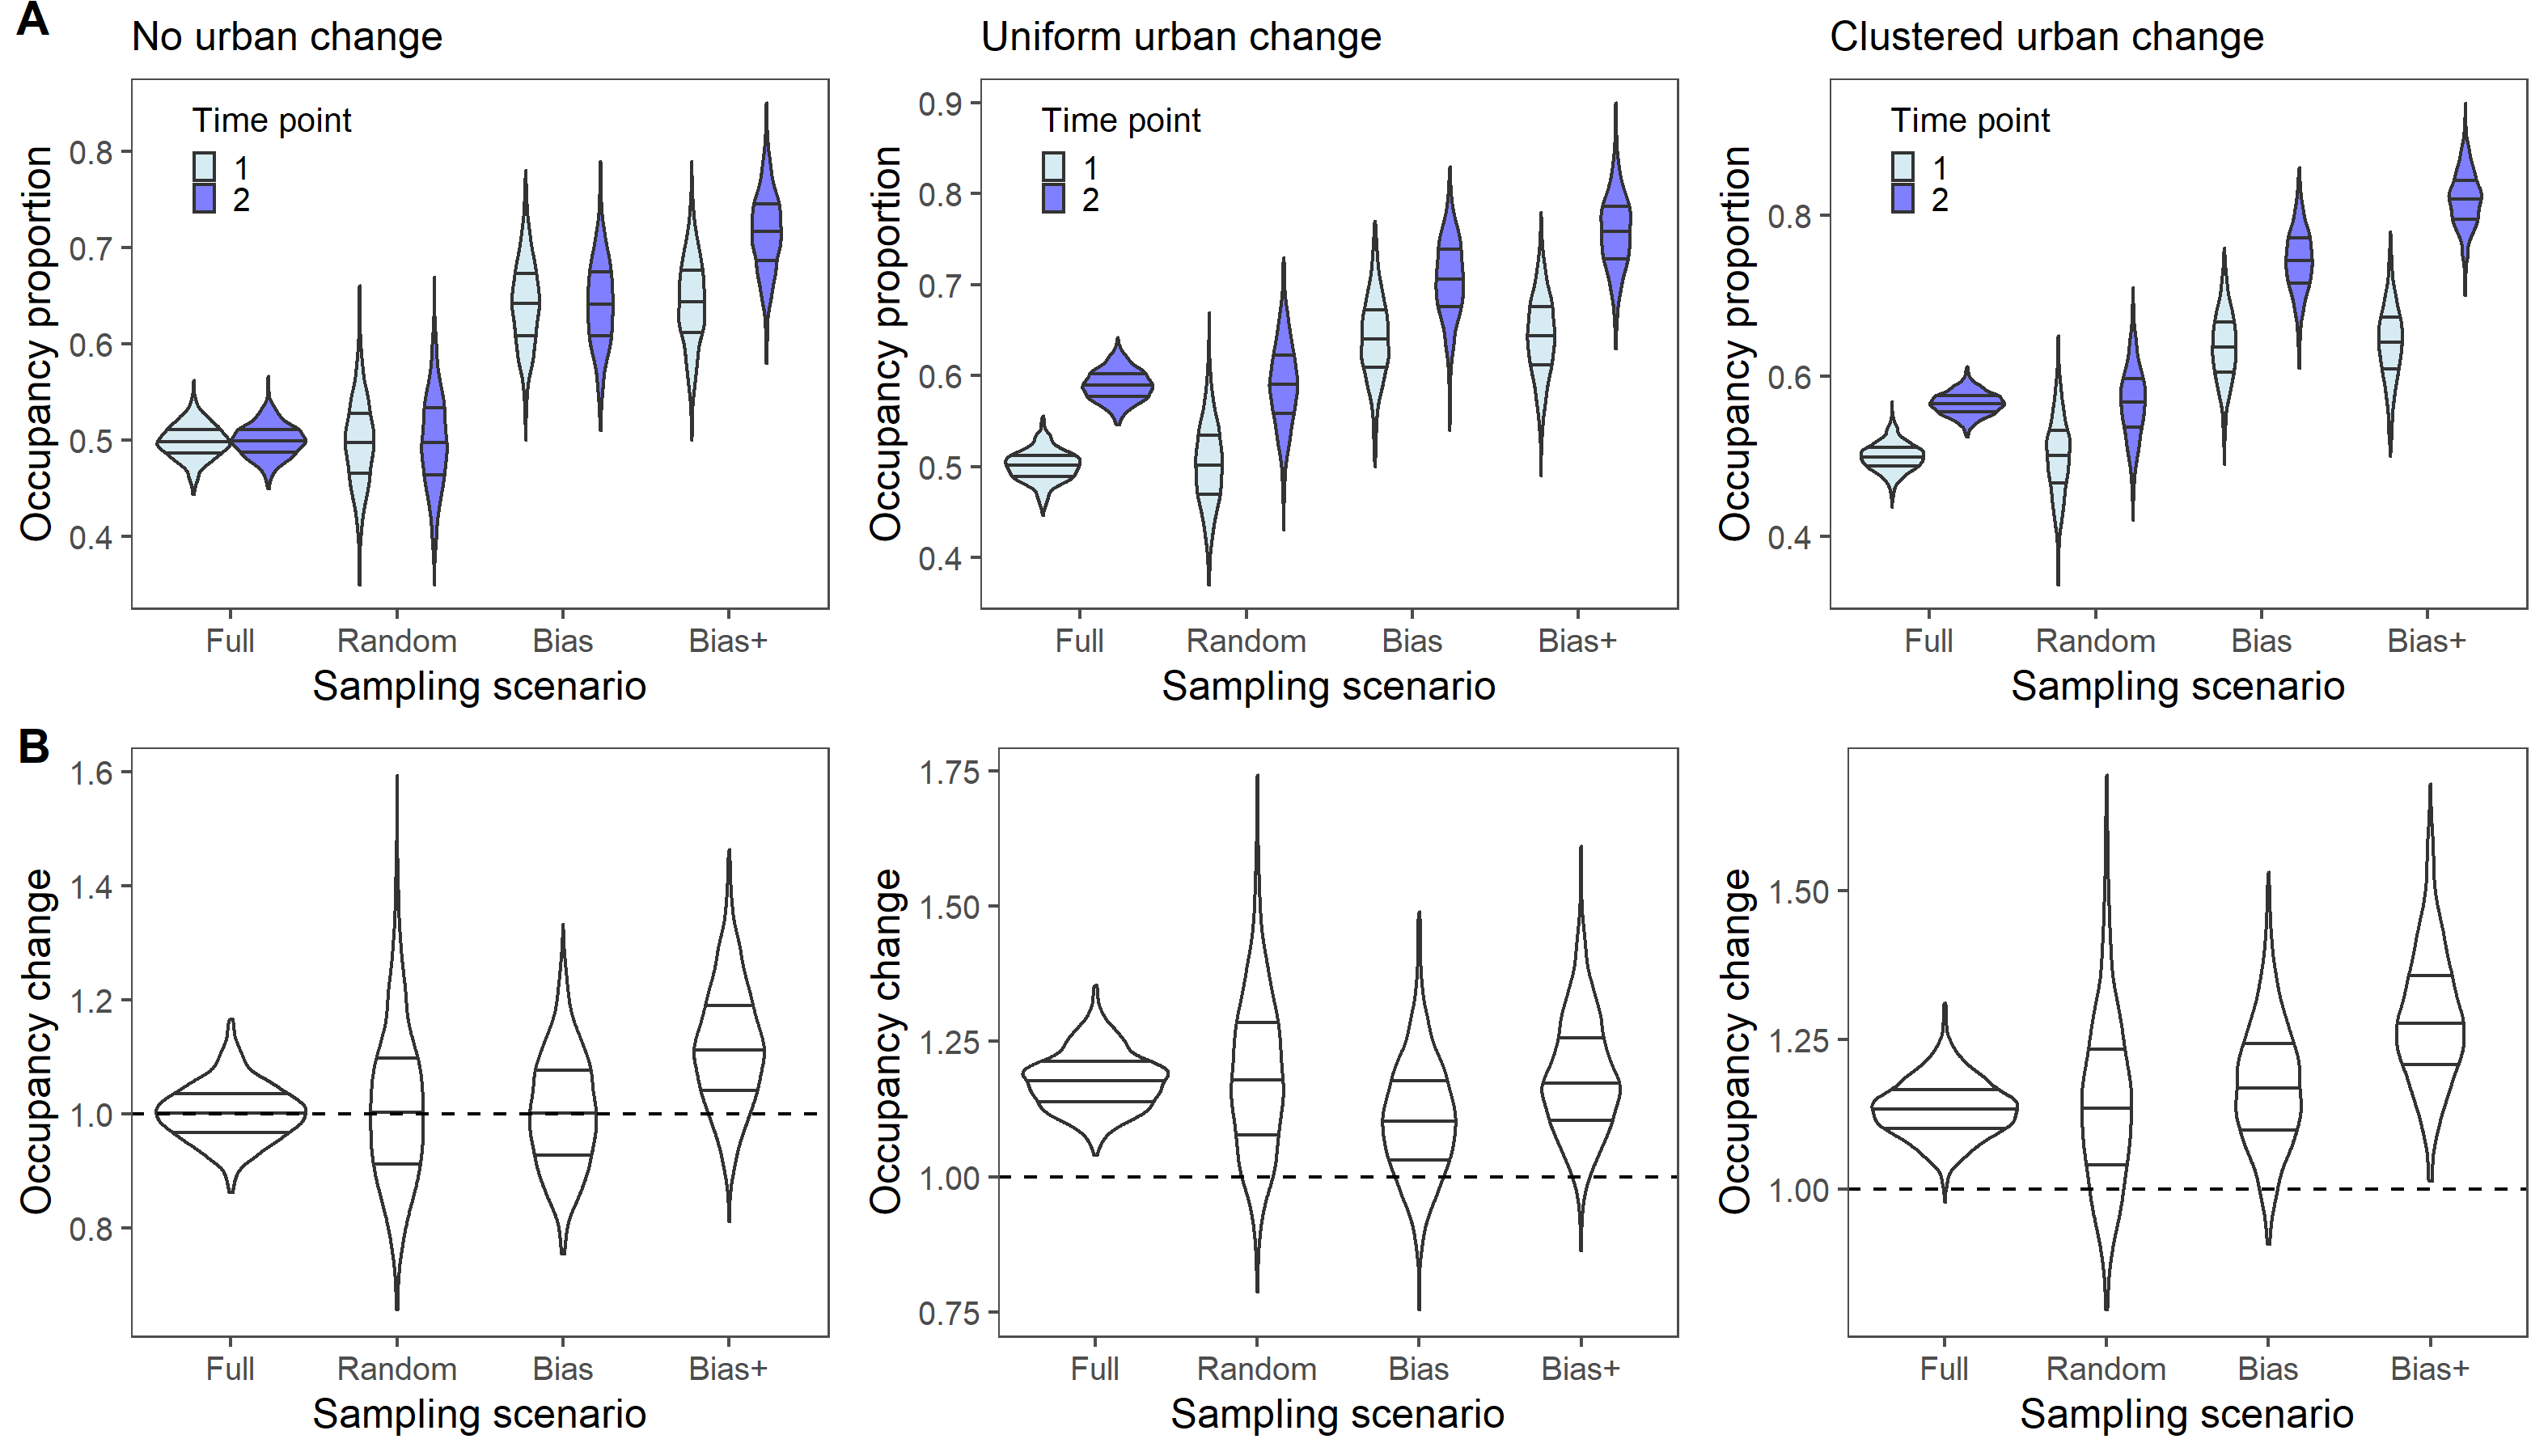 A
No urban change
Uniform urban change
Clustered urban change
Occupancy proportion
0.8
0.7
0.6
0.5
0.4
Time point
1
2
Full Random Bias Bias+
Sampling scenario
Occupancy proportion
0.9
0.8
0.7
0.6
0.5
0.4
Time point
1
2
Full Random Bias Bias+
Sampling scenario
Occupancy proportion
0.8
0.6
0.4
Time point
1
2
Full Random Bias Bias+
Sampling scenario
B
Occupancy change
1.6
1.4
1.2
1.0
0.8
Full Random Bias Bias+
Sampling scenario
Occupancy change
1.75
1.50
1.25
1.00
0.75
Full Random Bias Bias+
Sampling scenario
Occupancy change
1.50
1.25
1.00
Full Random Bias Bias+
Sampling scenario